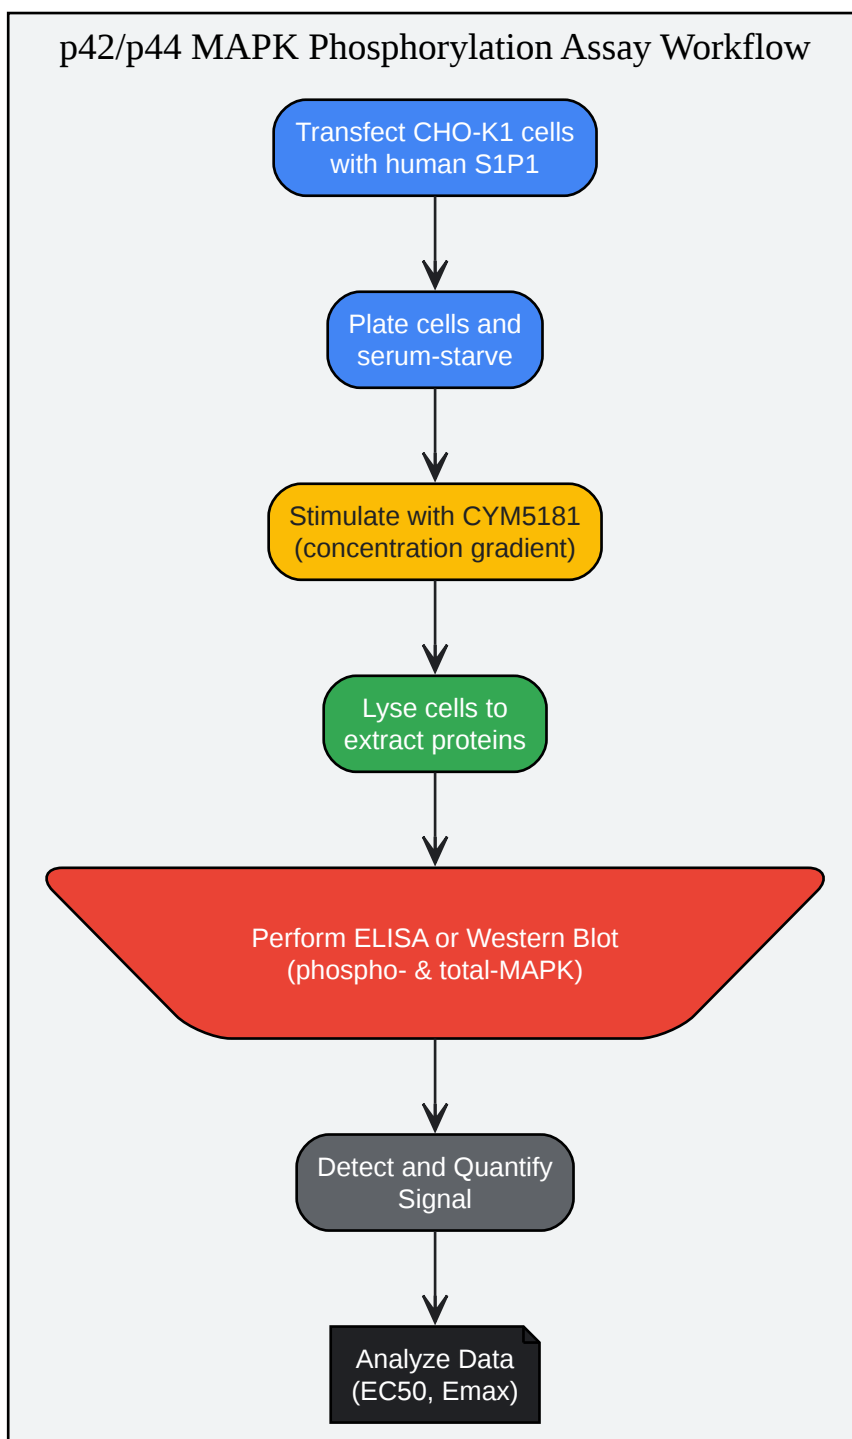 p42/p44 MAPK Phosphorylation Assay Workflow
Transfect CHO-K1 cells
with human S1P1
Plate cells and
serum-starve
Stimulate with CYM5181
(concentration gradient)
Lyse cells to
extract proteins
Perform ELISA or Western Blot
(phospho- & total-MAPK)
Detect and Quantify
Signal
Analyze Data
(EC50, Emax)